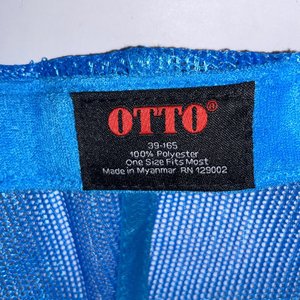 OTTO®
39-165
100% Polyester
One Size Fits Most
Made in Myanmar RN 129002